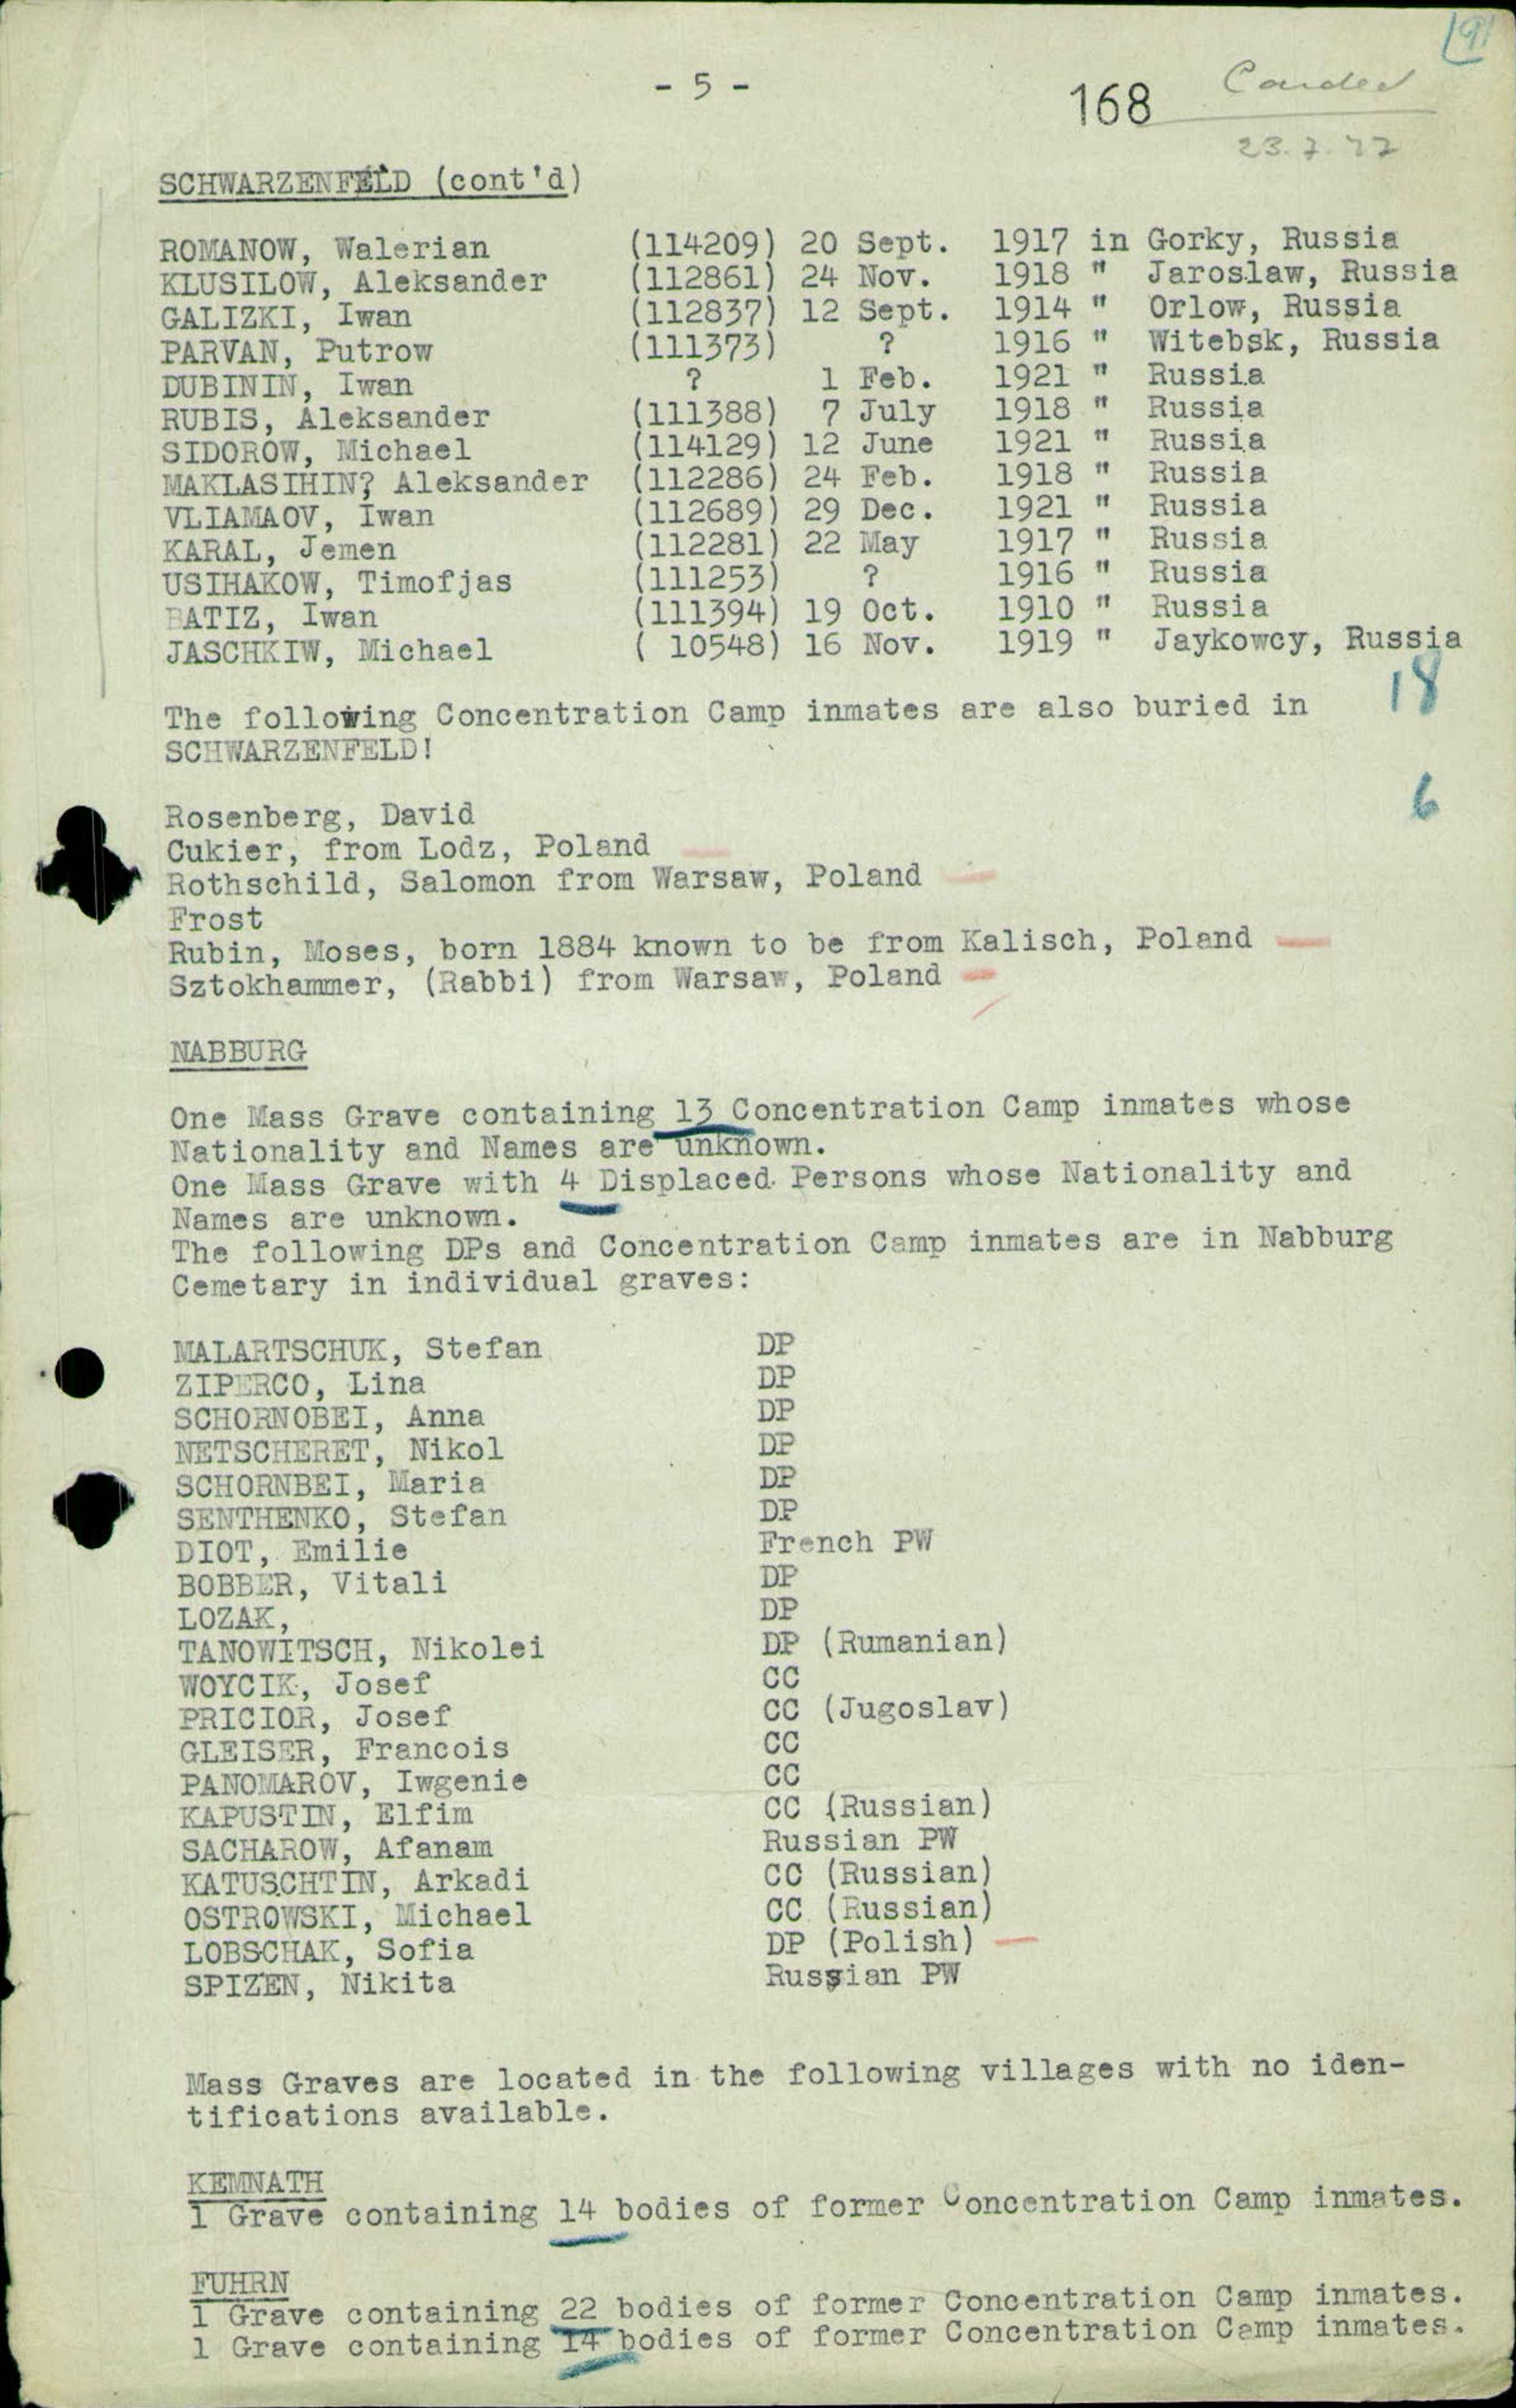 - 5 -
168
Carded
23.7.47
SCHWARZENFELD (cont'd)
ROMANOW, Walerian (114209) 20 Sept. 1917 in Gorky, Russia
KLUSILOW, Aleksander (112861) 24 Nov. 1918 " Jaroslaw, Russia
GALIZKI, Iwan (112837) 12 Sept. 1914 " Orlow, Russia
PARVAN, Putrow (111373) ? 1916 " Witebsk, Russia
DUBININ, Iwan ? 1 Feb. 1921 " Russia
RUBIS, Aleksander (111388) 7 July 1918 " Russia
SIDOROW, Michael (114129) 12 June 1921 " Russia
MAKLASIHIN? Aleksander (112286) 24 Feb. 1918 " Russia
VLIAMAOV, Iwan (112689) 29 Dec. 1921 " Russia
KARAL, Jemen (112281) 22 May 1917 " Russia
USIHAKOW, Timofjas (111253) ? 1916 " Russia
BATIZ, Iwan (111394) 19 Oct. 1910 " Russia
JASCHKIW, Michael ( 10548) 16 Nov. 1919 " Jaykowcy, Russia
18
The following Concentration Camp inmates are also buried in
SCHWARZENFELD!
6
Rosenberg, David
Cukier, from Lodz, Poland
Rothschild, Salomon from Warsaw, Poland
Frost
Rubin, Moses, born 1884 known to be from Kalisch, Poland
Sztokhammer, (Rabbi) from Warsaw, Poland
NABBURG
One Mass Grave containing 13 Concentration Camp inmates whose
Nationality and Names are unknown.
One Mass Grave with 4 Displaced Persons whose Nationality and
Names are unknown.
The following DPs and Concentration Camp inmates are in Nabburg
Cemetary in individual graves:
MALARTSCHUK, Stefan DP
ZIPERCO, Lina DP
SCHORNOBEI, Anna DP
NETSCHERET, Nikol DP
SCHORNBEI, Maria DP
SENTHENKO, Stefan DP
DIOT, Emilie French PW
BOBBER, Vitali DP
LOZAK, DP
TANOWITSCH, Nikolei DP (Rumanian)
WOYCIK, Josef CC
PRICIOR, Josef CC (Jugoslav)
GLEISER, Francois CC
PANOMAROV, Iwgenie CC
KAPUSTIN, Elfim CC (Russian)
SACHAROW, Afanam Russian PW
KATUSCHTIN, Arkadi CC (Russian)
OSTROWSKI, Michael CC (Russian)
LOBSCHAK, Sofia DP (Polish)
SPIZEN, Nikita Russian PW
Mass Graves are located in the following villages with no iden-
tifications available.
KEMNATH
1 Grave containing 14 bodies of former Concentration Camp inmates.
FUHRN
1 Grave containing 22 bodies of former Concentration Camp inmates.
1 Grave containing 14 bodies of former Concentration Camp inmates.